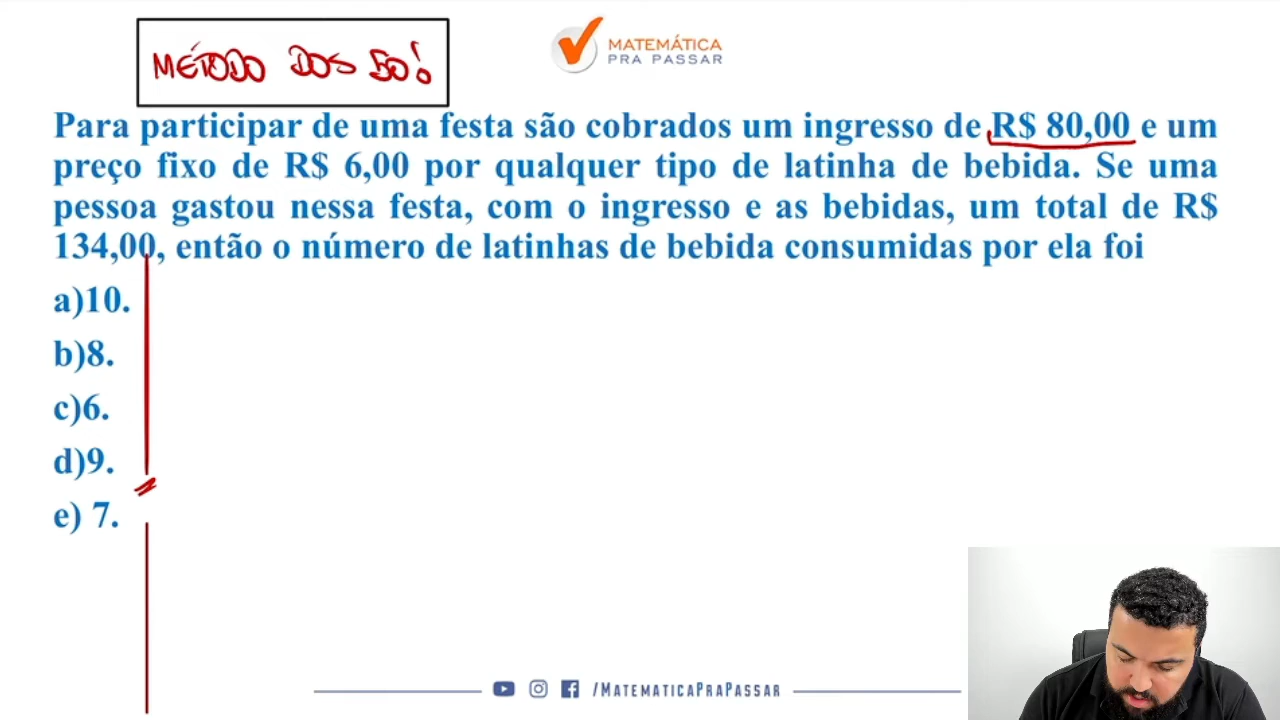 MÉTODO DOS 50!
MATEMÁTICA
PRA PASSAR
Para participar de uma festa são cobrados um ingresso de R$ 80,00 e um
preço fixo de R$ 6,00 por qualquer tipo de latinha de bebida. Se uma
pessoa gastou nessa festa, com o ingresso e as bebidas, um total de R$
134,00, então o número de latinhas de bebida consumidas por ela foi
a)10.
b)8.
c)6.
d)9.
e) 7.
/MATEMATICAPRAPASSAR